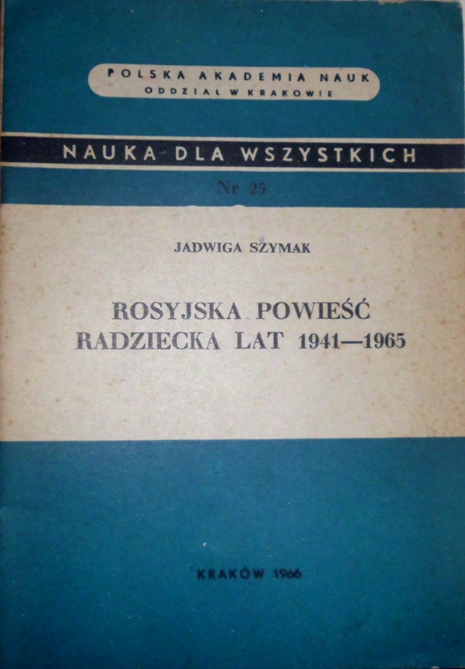 POLSKA AKADEMIA NAUK
ODDZIAŁ W KRAKOWIE
NAUKA DLA WSZYSTKICH
Nr 25
JADWIGA SZYMAK
ROSYJSKA POWIEŚĆ
RADZIECKA LAT 1941—1965
KRAKÓW 1966